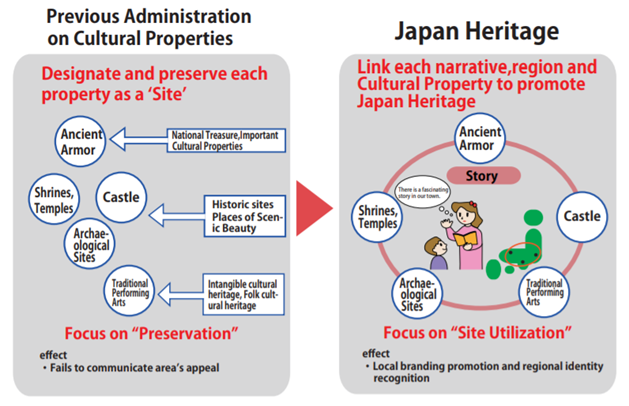 Previous Administration
on Cultural Properties
Designate and preserve each
property as a 'Site'
Ancient
Armor
National Treasure,Important
Cultural Properties
Shrines,
Temples
Castle
Historic sites
Places of Scen-
ic Beauty
Archae-
ological
Sites
Traditional
Performing
Arts
Intangible cultural
heritage, Folk cult-
ural heritage
Focus on “Preservation”
effect
・Fails to communicate area’s appeal
Japan Heritage
Link each narrative,region and
Cultural Property to promote
Japan Heritage
Ancient
Armor
Story
There is a fascinating
story in our town.
Shrines,
Temples
Castle
Archae-
ological
Sites
Traditional
Performing
Arts
Focus on “Site Utilization”
effect
・Local branding promotion and regional identity
recognition